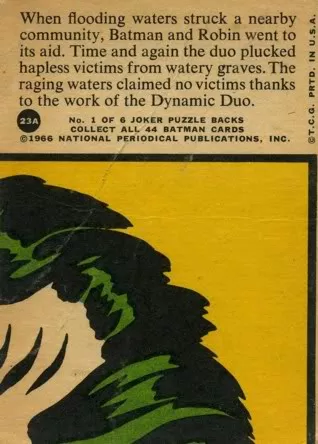 When flooding waters struck a nearby
community, Batman and Robin went to
its aid. Time and again the duo plucked
hapless victims from watery graves. The
raging waters claimed no victims thanks
to the work of the Dynamic Duo.
23A
No. 1 OF 6 JOKER PUZZLE BACKS
COLLECT ALL 44 BATMAN CARDS
©1966 NATIONAL PERIODICAL PUBLICATIONS, INC.
©T.C.G. PRTD. IN U.S.A.